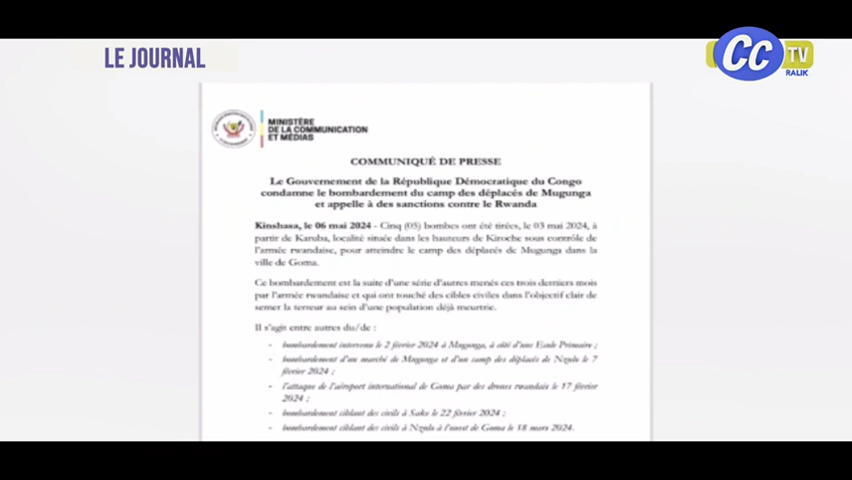 LE JOURNAL
CC TV
RALIK
MINISTÈRE
DE LA COMMUNICATION
ET MÉDIAS
COMMUNIQUÉ DE PRESSE
Le Gouvernement de la République Démocratique du Congo
condamne le bombardement du camp des déplacés de Mugunga
et appelle à des sanctions contre le Rwanda
Kinshasa, le 06 mai 2024 - Cinq (05) bombes ont été tirées, le 03 mai 2024, à
partir de Karuba, localité située dans les hauteurs de Kiroche sous contrôle de
l'armée rwandaise, pour atteindre le camp des déplacés de Mugunga dans la
ville de Goma.
Ce bombardement est la suite d'une série d'autres menés ces trois derniers mois
par l'armée rwandaise et qui ont touché des cibles civiles dans l'objectif clair de
semer la terreur au sein d'une population déjà meurtrie.
Il s'agit entre autres du/de :
- bombardement intervenu le 2 février 2024 à Mugunga, à côté d'une Ecole Primaire ;
- bombardement d'un marché de Mugunga et d'un camp des déplacés de Nzulo le 7
février 2024 ;
- l'attaque de l'aéroport international de Goma par des drones rwandais le 17 février
2024 ;
- bombardement ciblant des civils à Sake le 22 février 2024 ;
- bombardement ciblant des civils à Nzulo à l'ouest de Goma le 18 mars 2024.